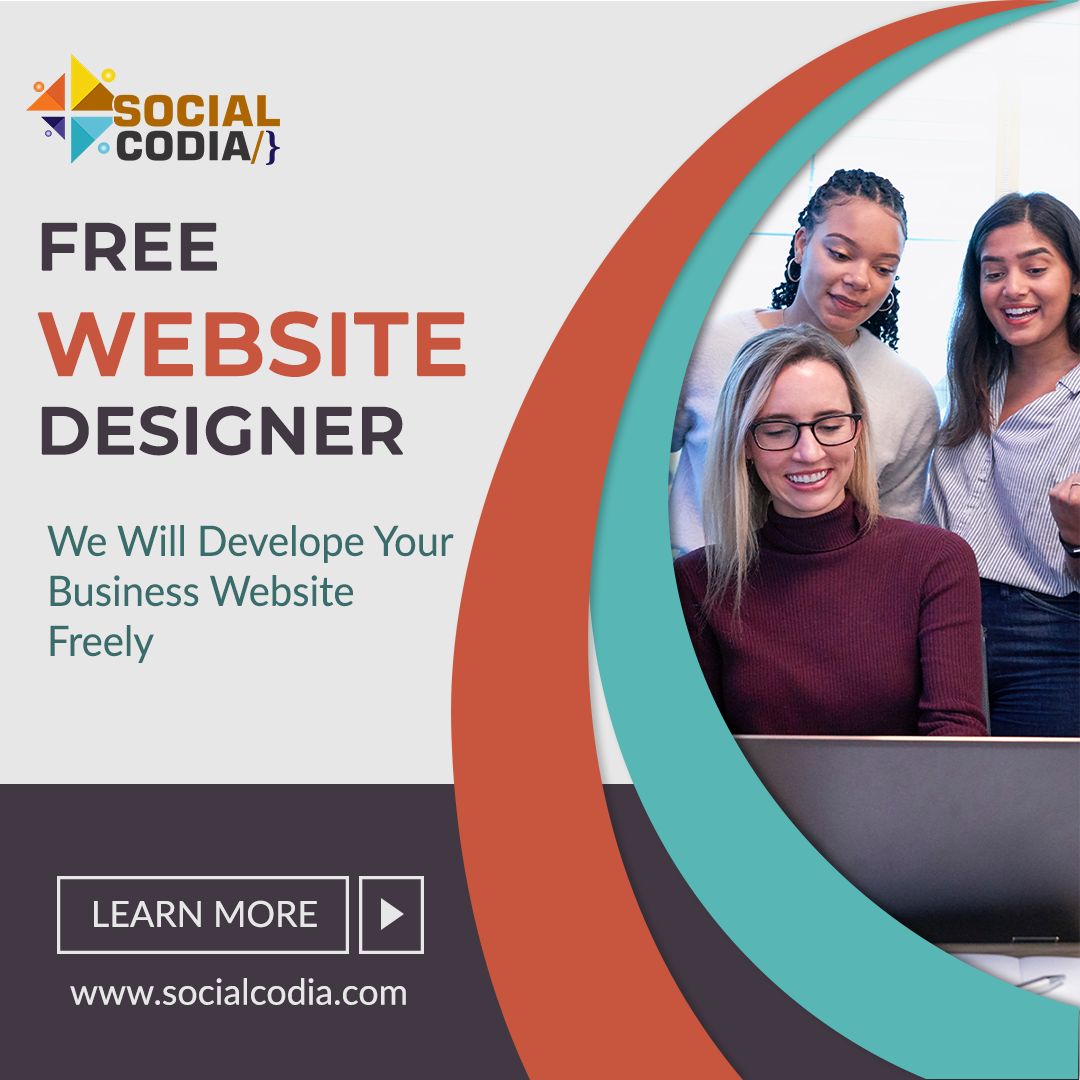 SOCIAL
CODIA/}
FREE
WEBSITE
DESIGNER
We Will Develope Your
Business Website
Freely
LEARN MORE
www.socialcodia.com